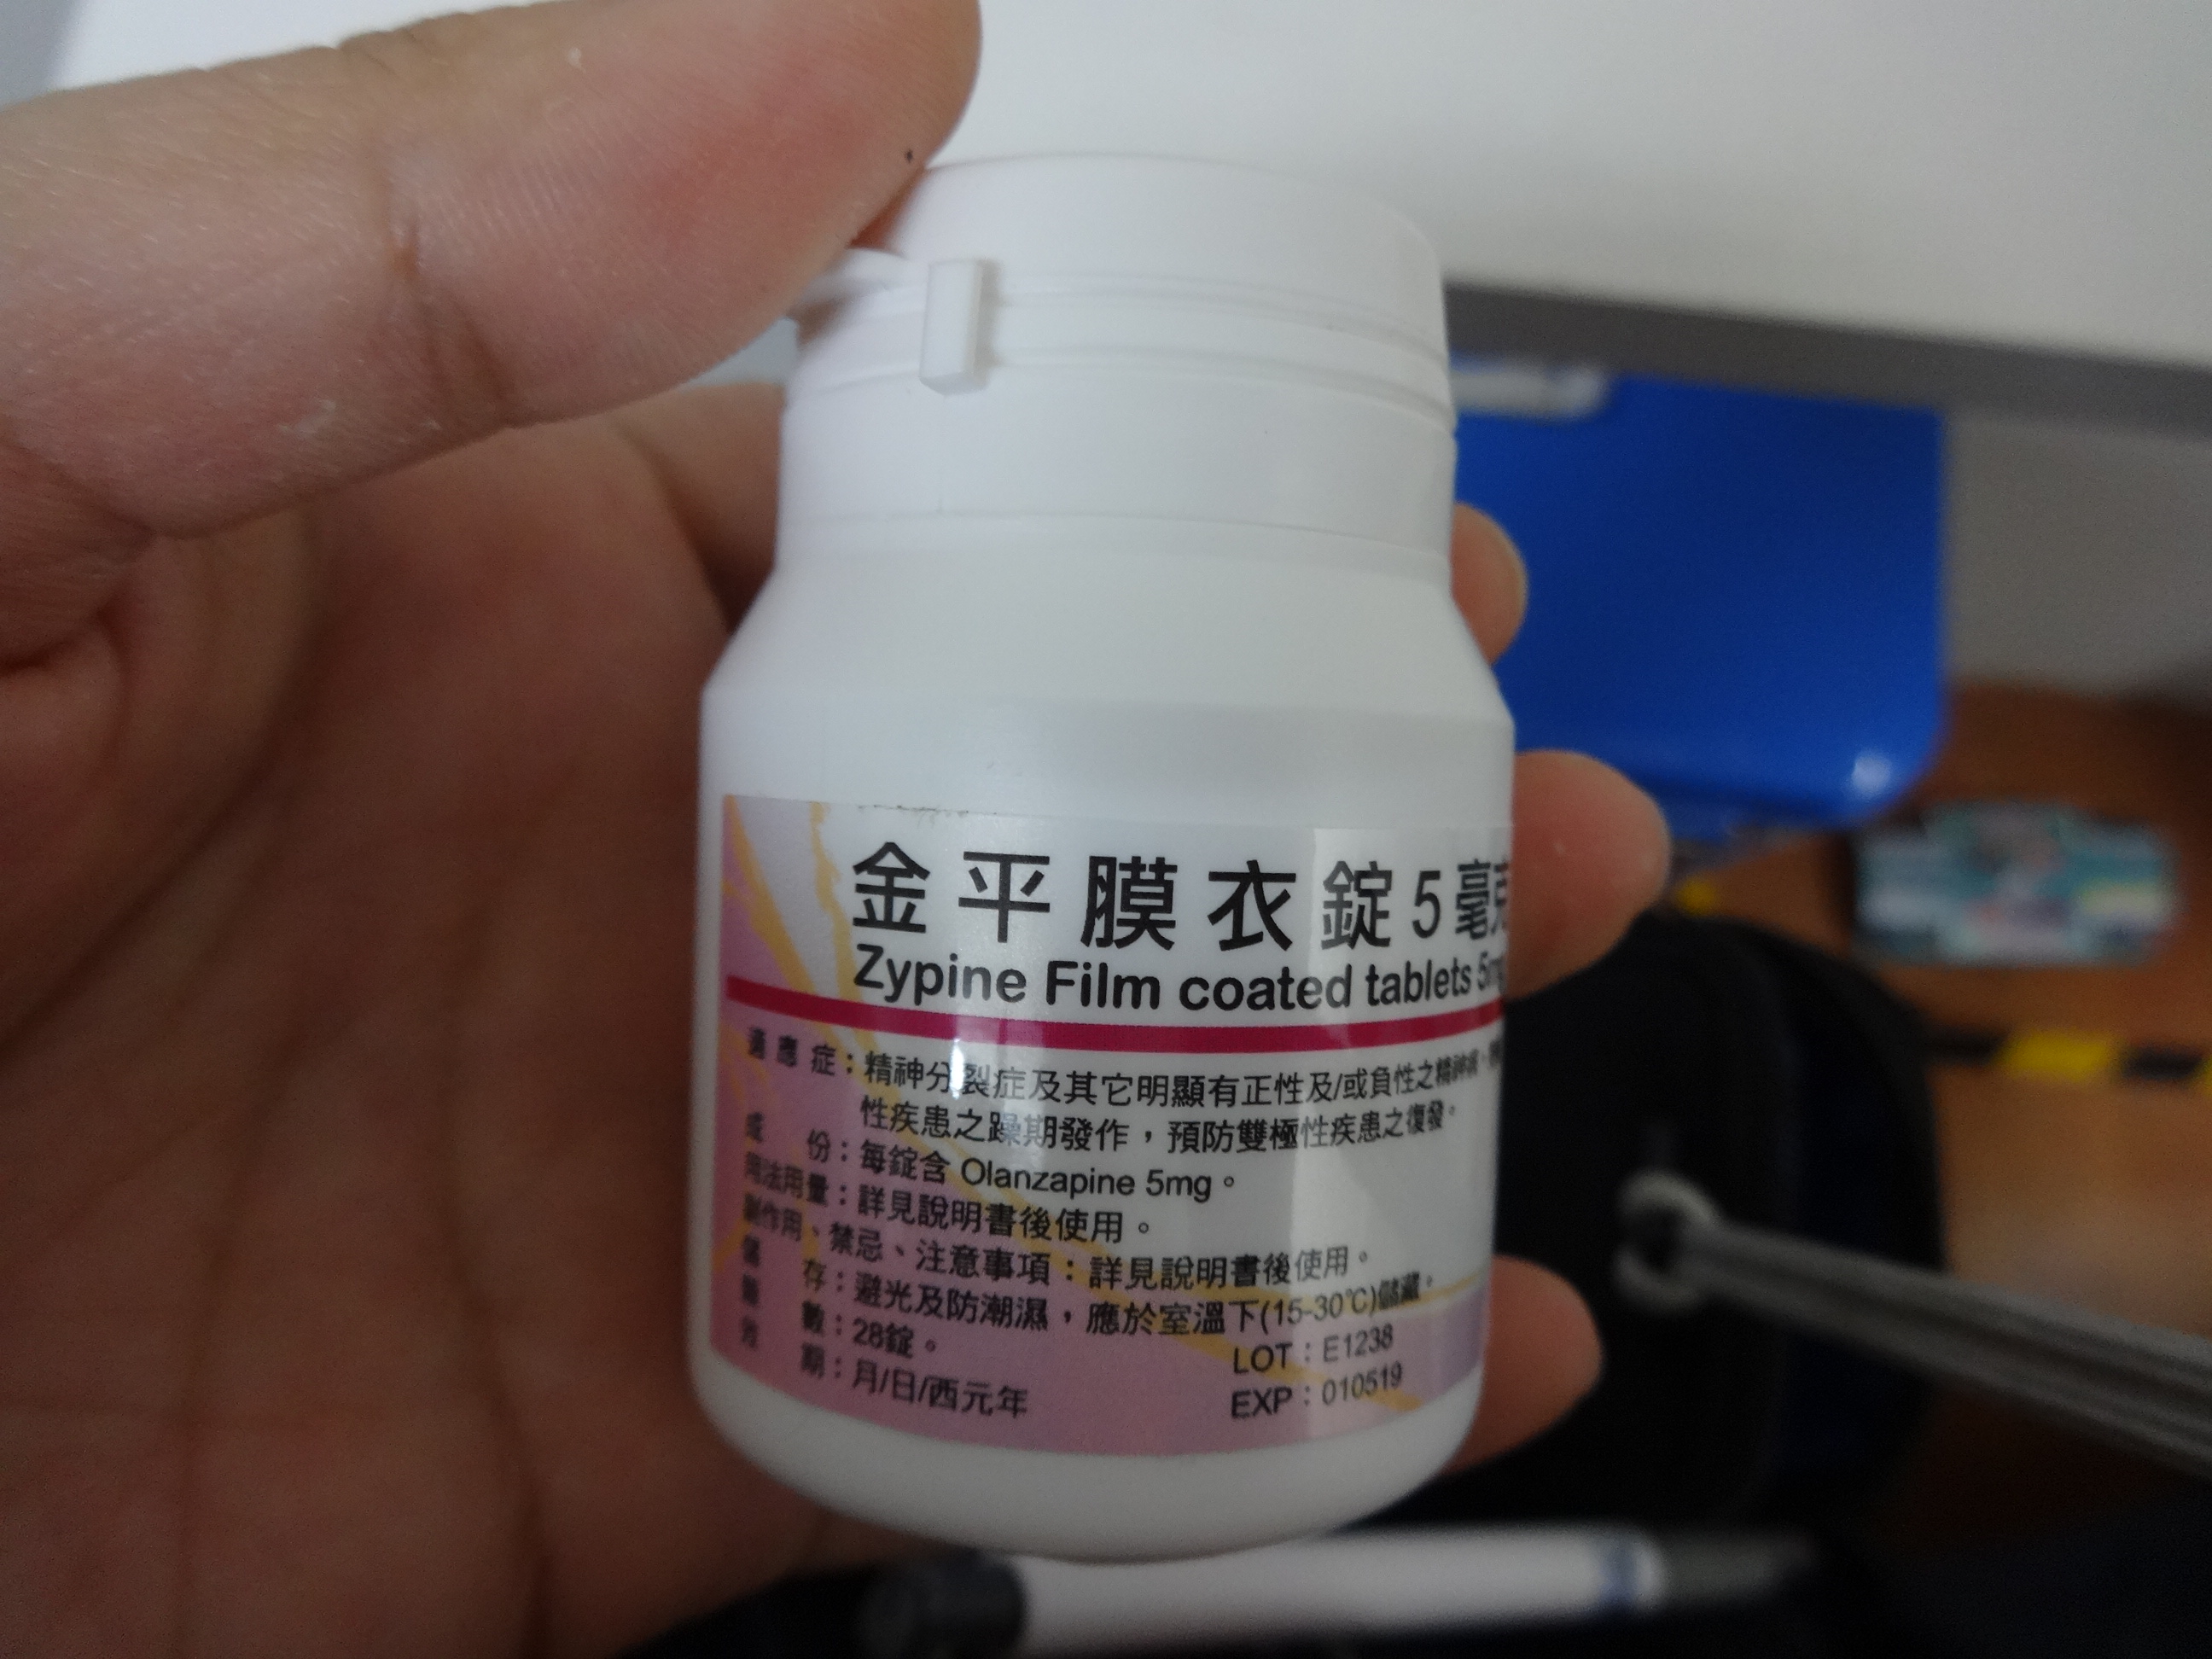 金平膜衣錠5毫克
Zypine Film coated tablets 5mg
適應症：精神分裂症及其它明顯有正性及/或負性之精神病，
性疾患之躁期發作，預防雙極性疾患之復發。
成份：每錠含 Olanzapine 5mg。
用法用量：詳見說明書後使用。
副作用、禁忌、注意事項：詳見說明書後使用。
儲存：避光及防潮濕，應於室溫下(15-30℃)儲藏。
錠數：28錠。 LOT：E1238
效期：月/日/西元年 EXP：010519